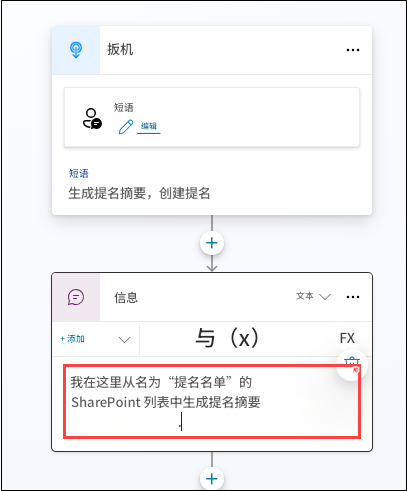 扳机
短语
编辑
短语
生成提名摘要，创建提名
信息
文本
+ 添加
与（x）
FX
我在这里从名为“提名名单”的
SharePoint 列表中生成提名摘要
.